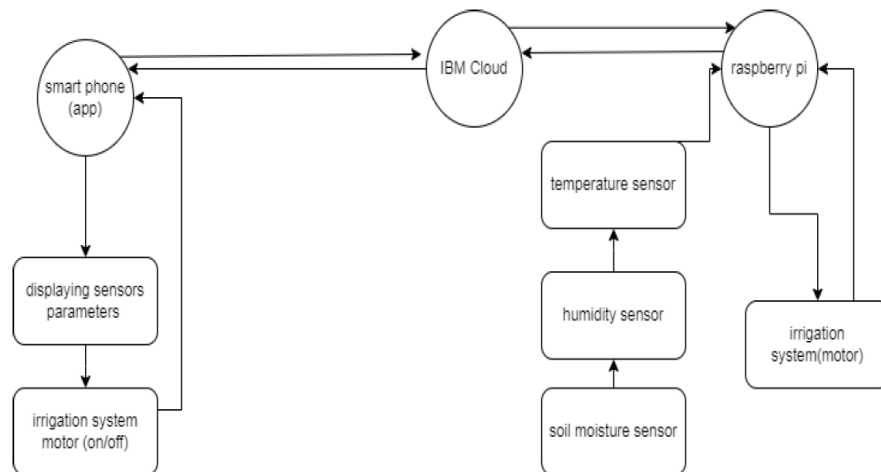 smart phone
(app)
IBM Cloud
raspberry pi
temperature sensor
displaying sensors
parameters
humidity sensor
irrigation
system(motor)
irrigation system
motor (on/off)
soil moisture sensor